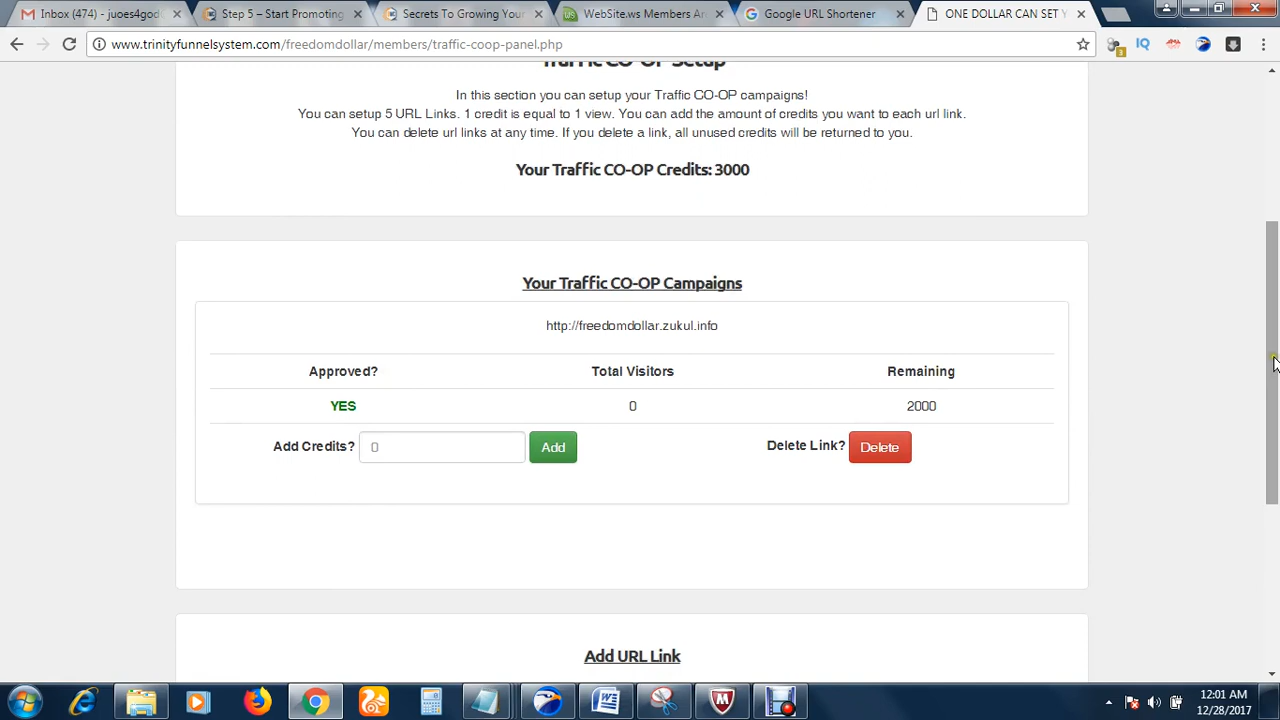 Inbox (474) - juoes4god
Step 5 – Start Promoting
Secrets To Growing Your
WebSite.ws Members Ar
Google URL Shortener
ONE DOLLAR CAN SET Y
www.trinityfunnelsystem.com/freedomdollar/members/traffic-coop-panel.php
Traffic CO-OP Setup
In this section you can setup your Traffic CO-OP campaigns!
You can setup 5 URL Links. 1 credit is equal to 1 view. You can add the amount of credits you want to each url link.
You can delete url links at any time. If you delete a link, all unused credits will be returned to you.
Your Traffic CO-OP Credits: 3000
Your Traffic CO-OP Campaigns
http://freedomdollar.zukul.info
Approved? Total Visitors Remaining
YES 0 2000
Add Credits? 0 Add Delete Link? Delete
Add URL Link
12:01 AM
12/28/2017